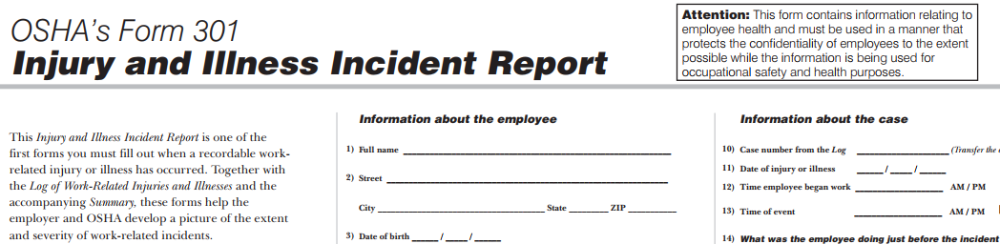 OSHA's Form 301
Injury and Illness Incident Report
Attention: This form contains information relating to
employee health and must be used in a manner that
protects the confidentiality of employees to the extent
possible while the information is being used for
occupational safety and health purposes.
This Injury and Illness Incident Report is one of the
first forms you must fill out when a recordable work-
related injury or illness has occurred. Together with
the Log of Work-Related Injuries and Illnesses and the
accompanying Summary, these forms help the
employer and OSHA develop a picture of the extent
and severity of work-related incidents.
Information about the employee
1) Full name
2) Street
City State ZIP
3) Date of birth / /
Information about the case
10) Case number from the Log (Transfer the
11) Date of injury or illness / /
12) Time employee began work AM / PM
13) Time of event AM / PM
14) What was the employee doing just before the incident